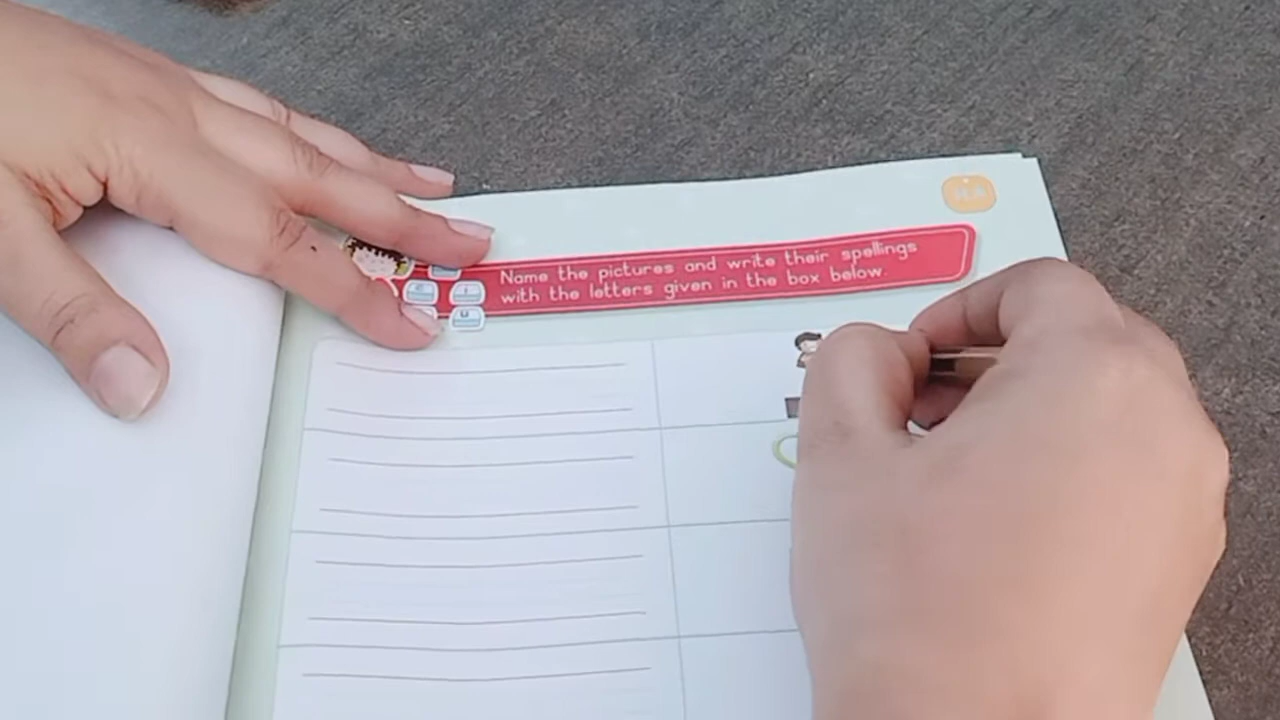 Name the pictures and write their spellings
with the letters given in the box below.
U